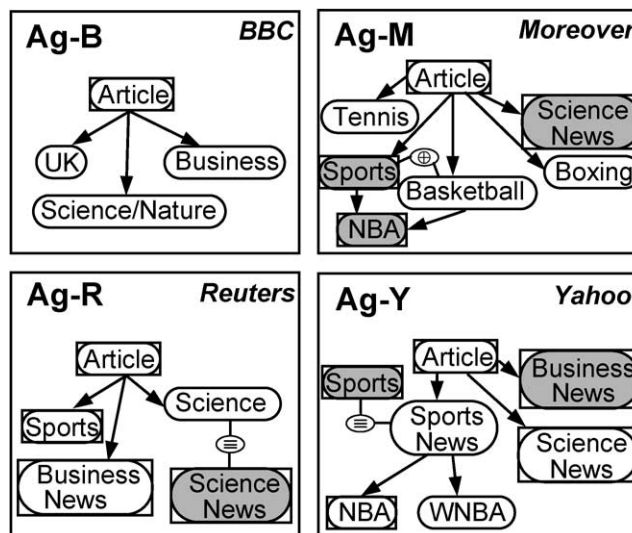 Ag-B
BBC
Article
UK
Business
Science/Nature
Ag-M
Moreover
Article
Tennis
Science
News
Sports
⊕
Boxing
Basketball
NBA
Ag-R
Reuters
Article
Science
Sports
≡
Business
News
Science
News
Ag-Y
Yahoo
Article
Business
News
Sports
≡
Sports
News
Science
News
NBA
WNBA